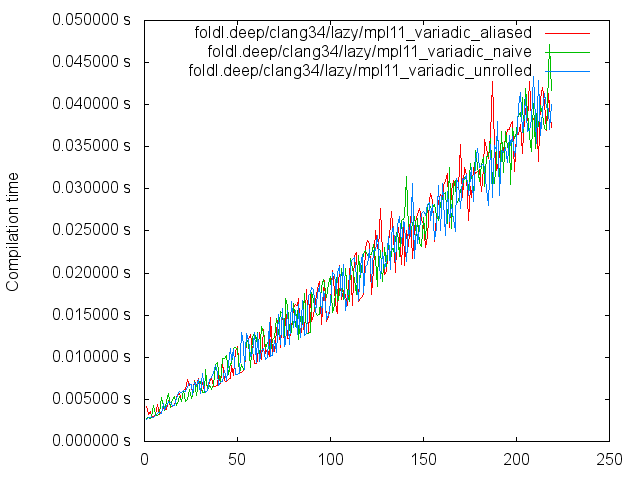 0.050000 s
foldl.deep/clang34/lazy/mpl11_variadic_aliased
foldl.deep/clang34/lazy/mpl11_variadic_naive
foldl.deep/clang34/lazy/mpl11_variadic_unrolled
0.045000 s
0.040000 s
0.035000 s
0.030000 s
0.025000 s
0.020000 s
0.015000 s
0.010000 s
0.005000 s
0.000000 s
Compilation time
0 50 100 150 200 250